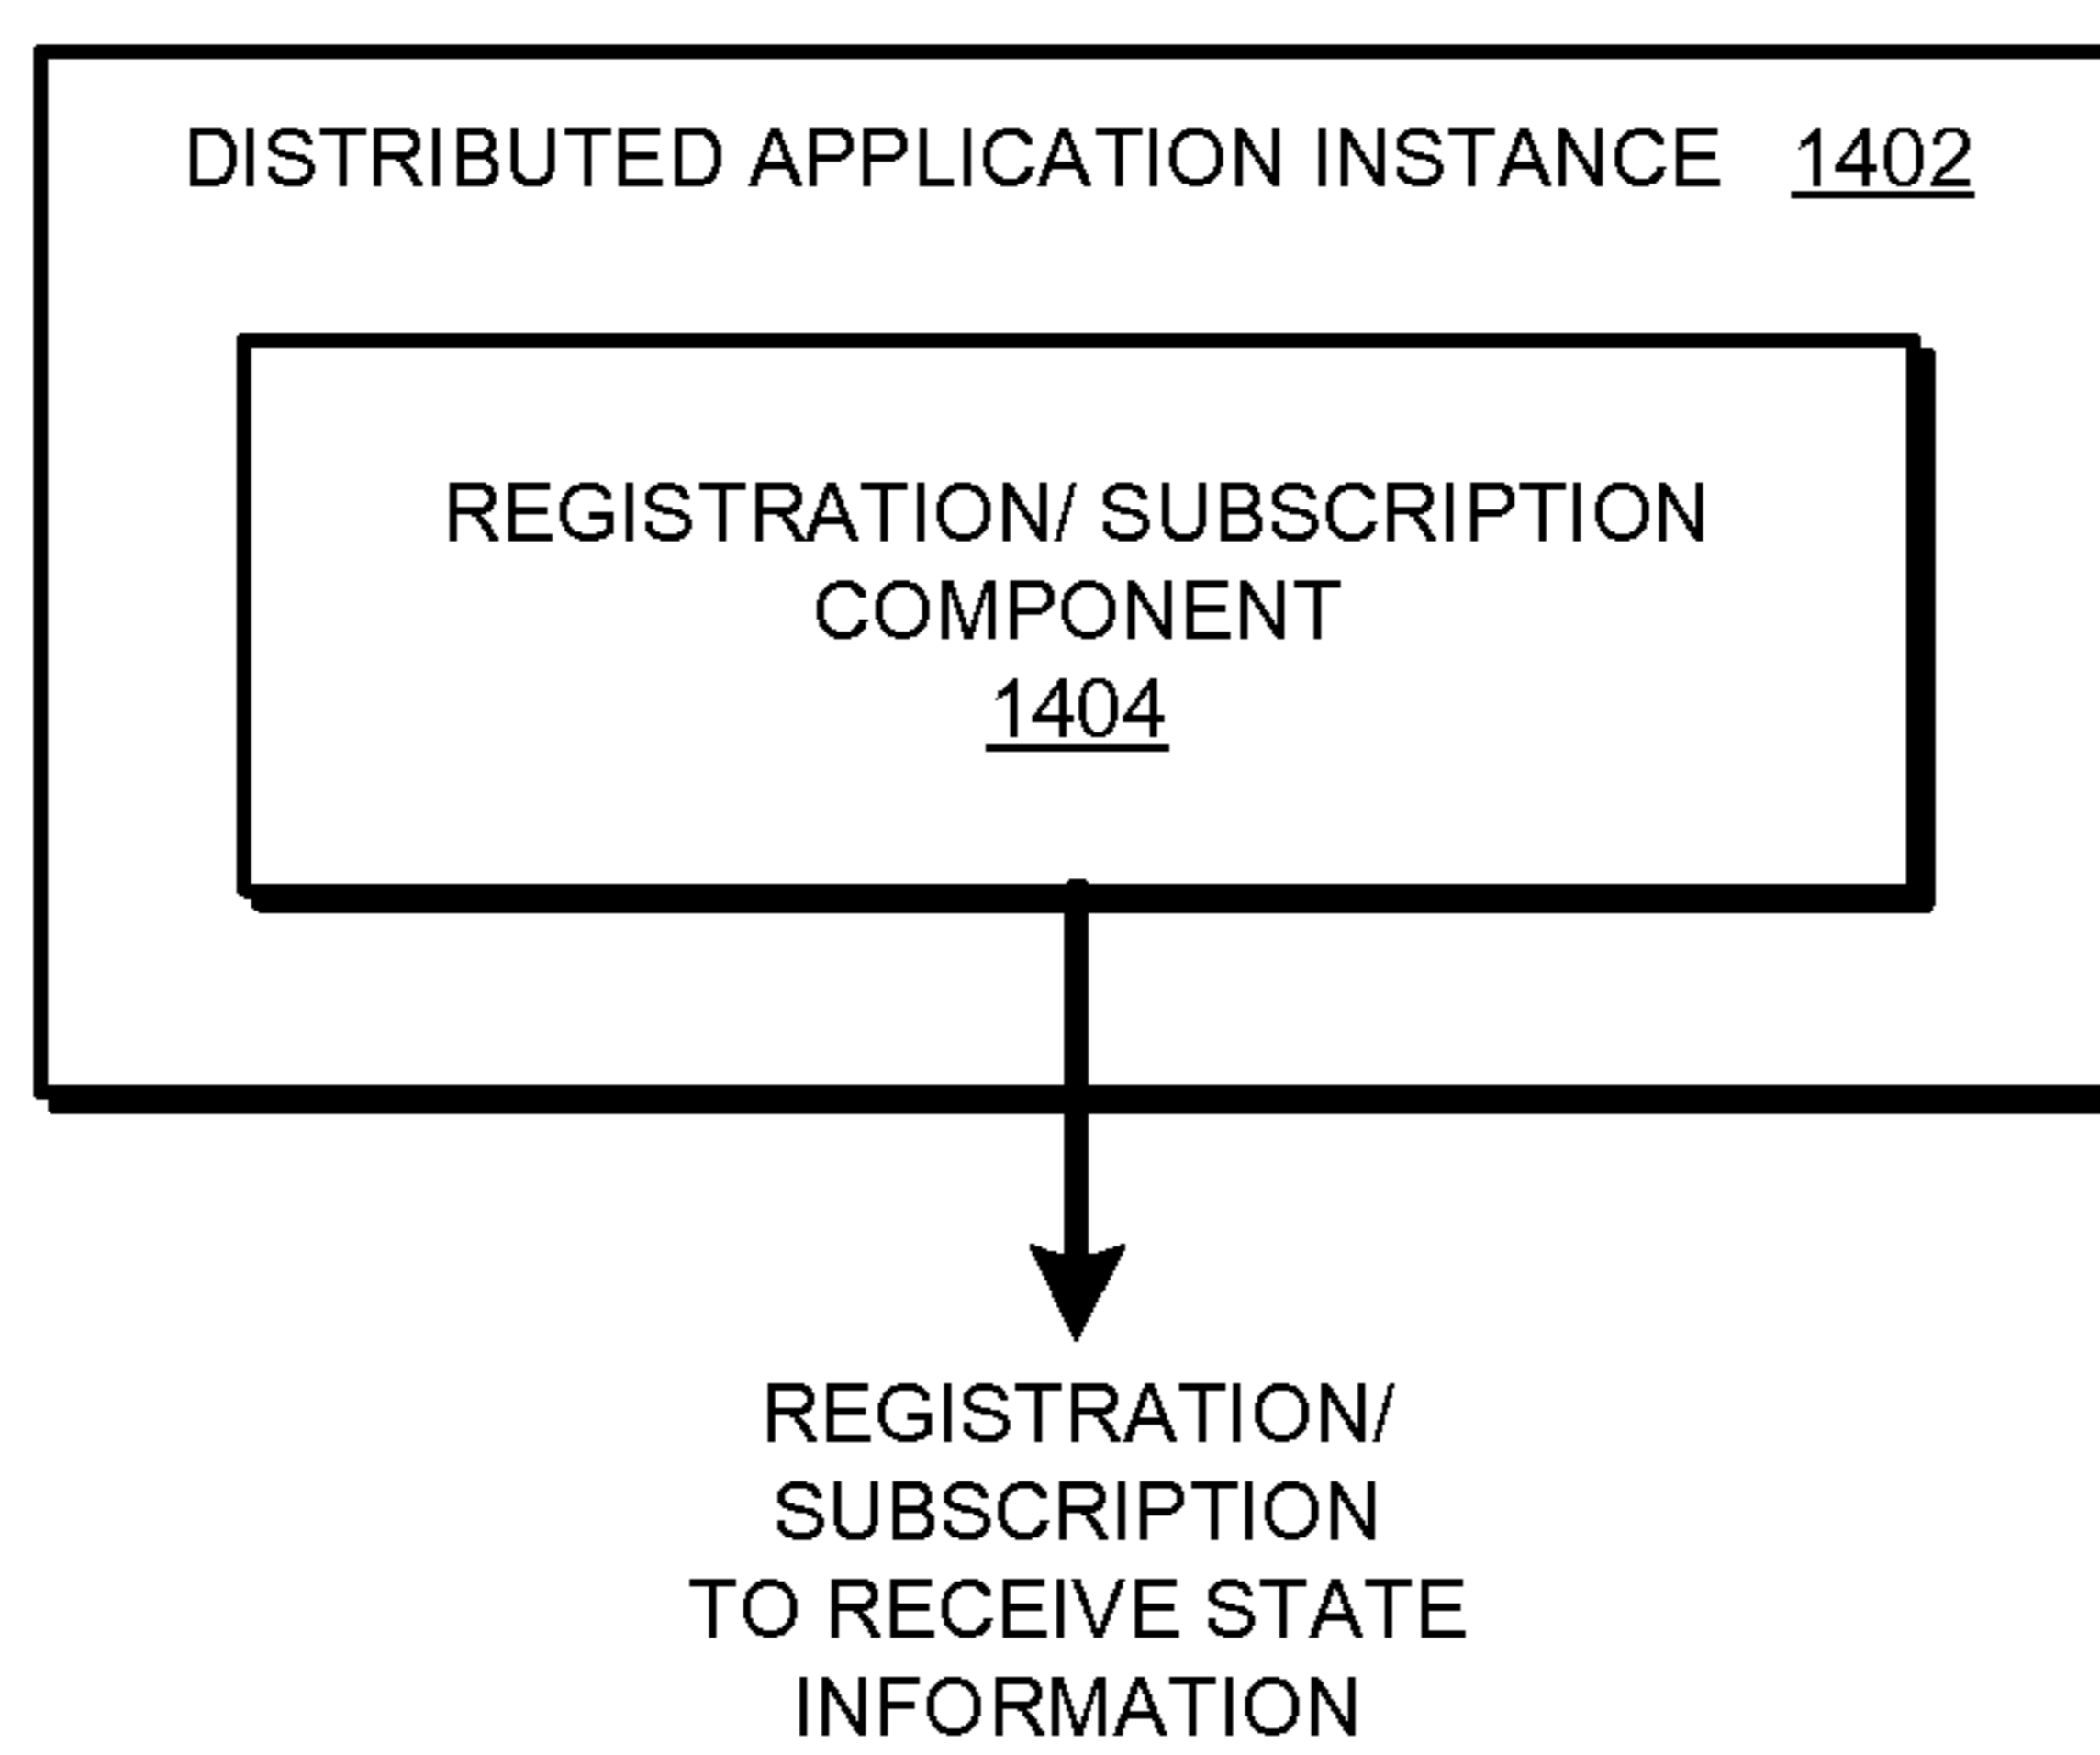 DISTRIBUTED APPLICATION INSTANCE 1402
REGISTRATION/ SUBSCRIPTION
COMPONENT
1404
REGISTRATION/
SUBSCRIPTION
TO RECEIVE STATE
INFORMATION